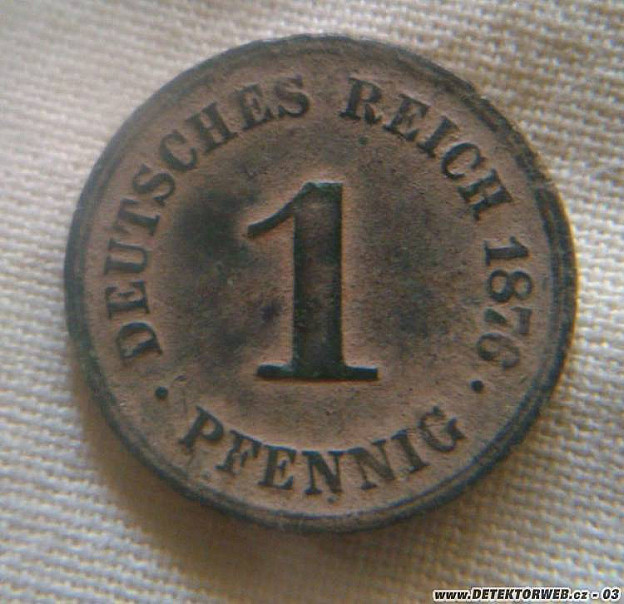 DEUTSCHES REICH 1876
1
· PFENNIG ·
www.DETEKTORWEB.cz - 03